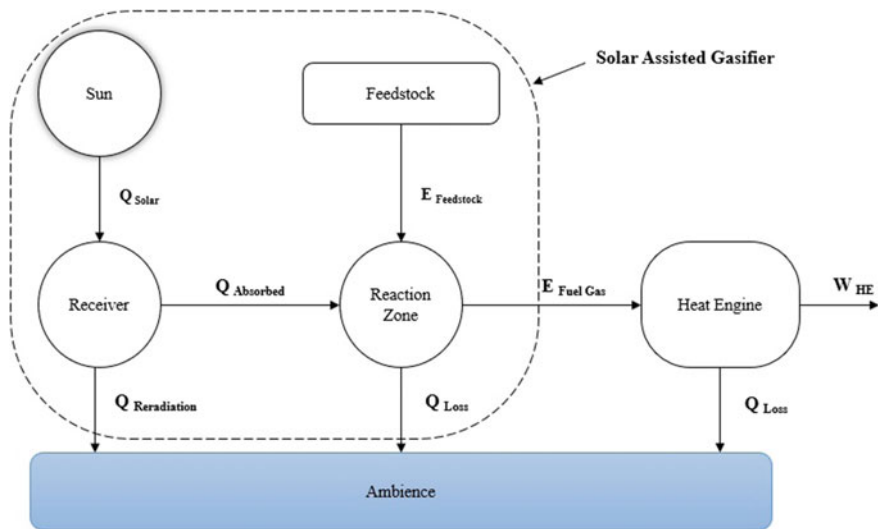 Solar Assisted Gasifier
Sun
Feedstock
Q Solar
E Feedstock
Receiver
Q Absorbed
Reaction
Zone
E Fuel Gas
Heat Engine
W HE
Q Reradiation
Q Loss
Q Loss
Ambience